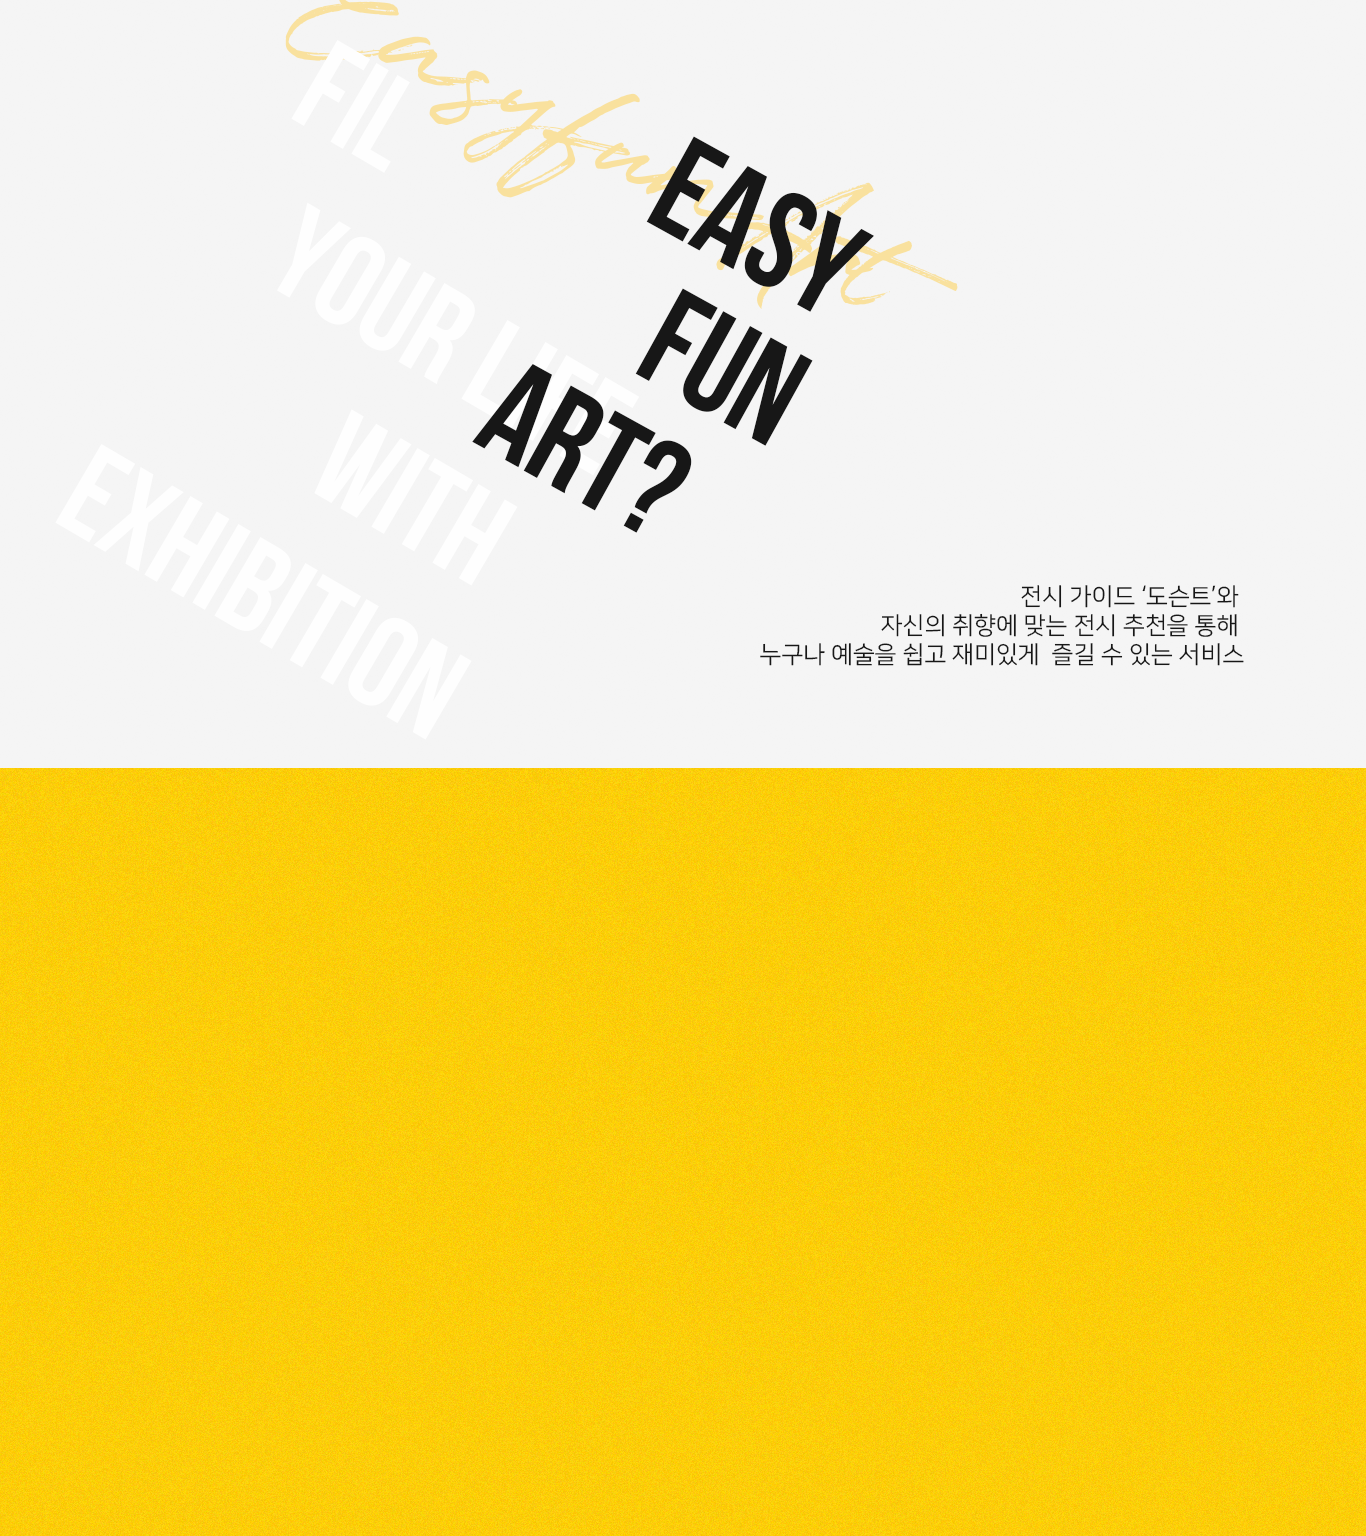 Easyfun Art
FIL
YOUR LIFE
WITH
EXHIBITION
EASY
FUN
ART?
전시 가이드 ‘도슨트’와
자신의 취향에 맞는 전시 추천을 통해
누구나 예술을 쉽고 재미있게 즐길 수 있는 서비스